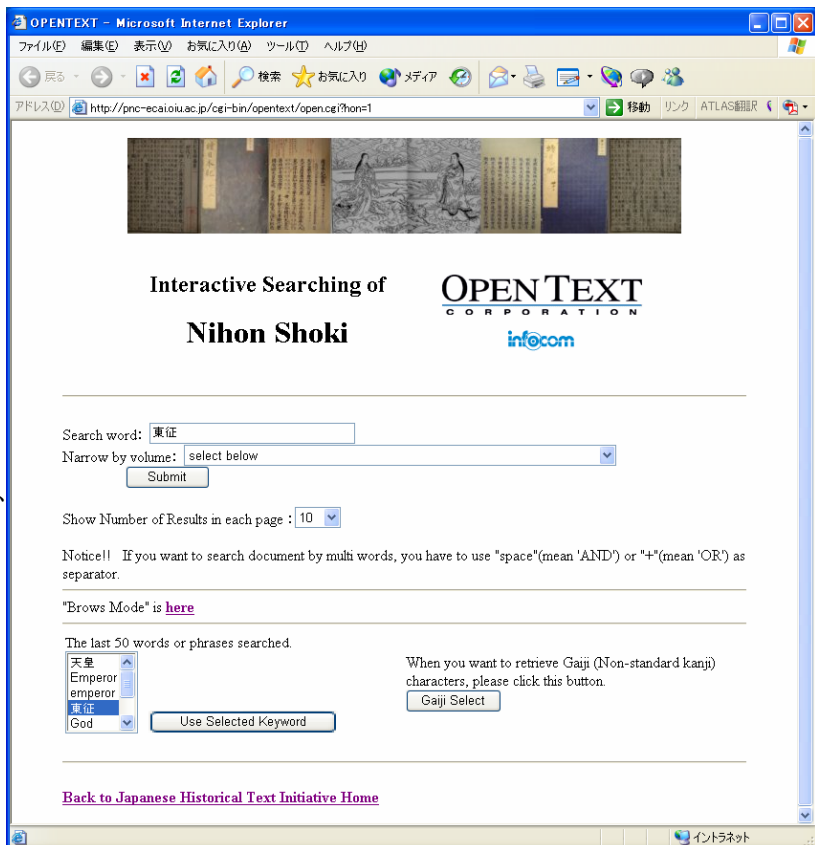 OPENTEXT - Microsoft Internet Explorer
ファイル(F) 編集(E) 表示(V) お気に入り(A) ツール(T) ヘルプ(H)
戻る 検索 お気に入り メディア
アドレス(D) http://pnc-ecai.oiu.ac.jp/cgi-bin/opentext/open.cgi?hon=1 移動 リンク ATLAS翻訳
Interactive Searching of
Nihon Shoki
OPEN TEXT
CORPORATION
infocom
Search word: 東征
Narrow by volume: select below
Submit
Show Number of Results in each page : 10
Notice!! If you want to search document by multi words, you have to use "space"(mean 'AND') or "+"(mean 'OR') as
separator.
"Brows Mode" is here
The last 50 words or phrases searched.
天皇
Emperor
emperor
東征
God
Use Selected Keyword
When you want to retrieve Gaiji (Non-standard kanji)
characters, please click this button.
Gaiji Select
Back to Japanese Historical Text Initiative Home
イントラネット